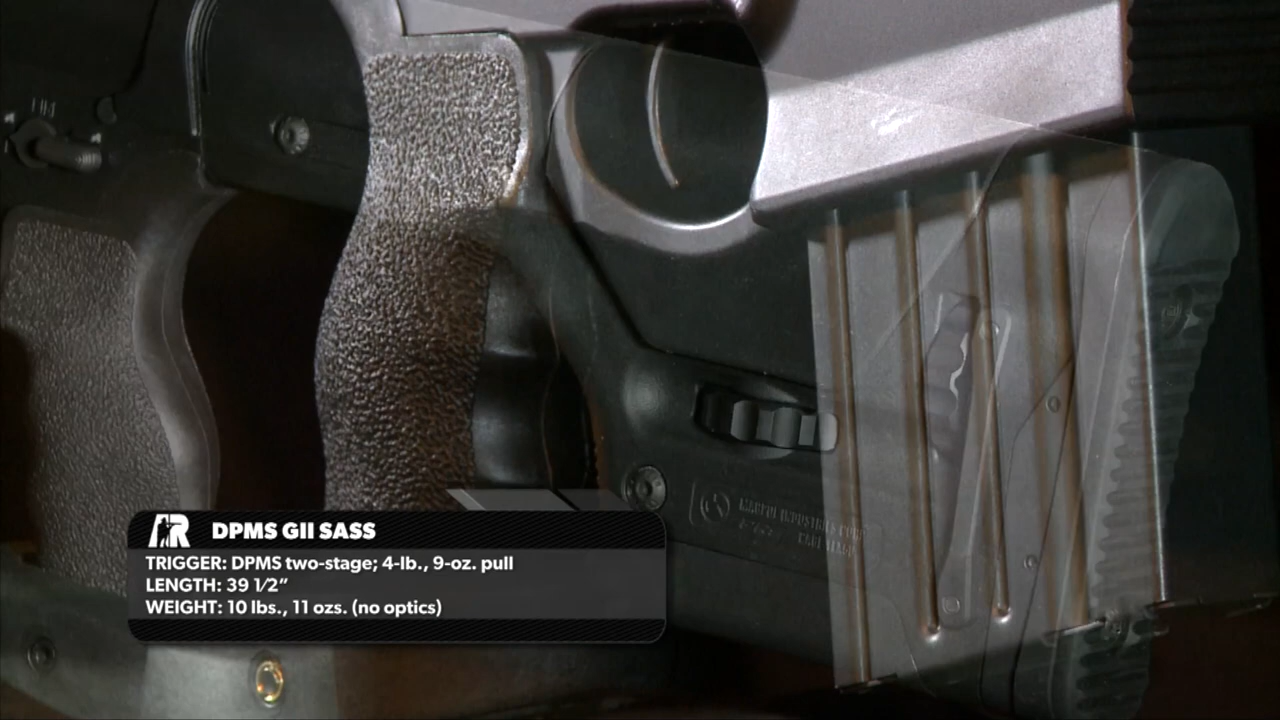 AR DPMS GII SASS
TRIGGER: DPMS two-stage; 4-lb., 9-oz. pull
LENGTH: 39 1/2”
WEIGHT: 10 lbs., 11 ozs. (no optics)